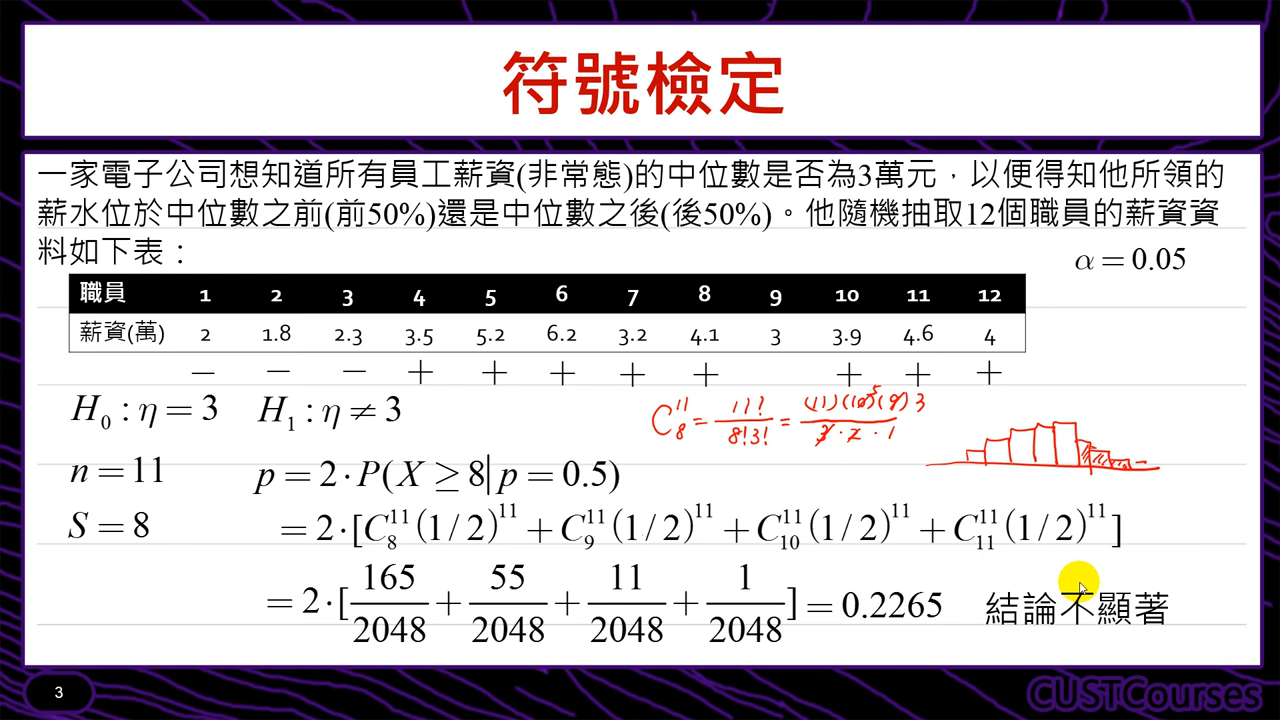 符號檢定
一家電子公司想知道所有員工薪資(非常態)的中位數是否為3萬元，以便得知他所領的
薪水位於中位數之前(前50%)還是中位數之後(後50%)。他隨機抽取12個職員的薪資資
料如下表：
α = 0.05
職員 1 2 3 4 5 6 7 8 9 10 11 12
薪資(萬) 2 1.8 2.3 3.5 5.2 6.2 3.2 4.1 3 3.9 4.6 4
− − − + + + + + + + +
H₀ : η = 3 H₁ : η ≠ 3
C₈¹¹ = 11! / 8!3! = (11)(10)⁵(9)3 / 3·2·1
n = 11 p = 2·P(X ≥ 8| p = 0.5)
S = 8 = 2·[C₈¹¹(1/2)¹¹ + C₉¹¹(1/2)¹¹ + C₁₀¹¹(1/2)¹¹ + C₁₁¹¹(1/2)¹¹]
= 2·[165/2048 + 55/2048 + 11/2048 + 1/2048] = 0.2265 結論不顯著
3
CUSTCourses